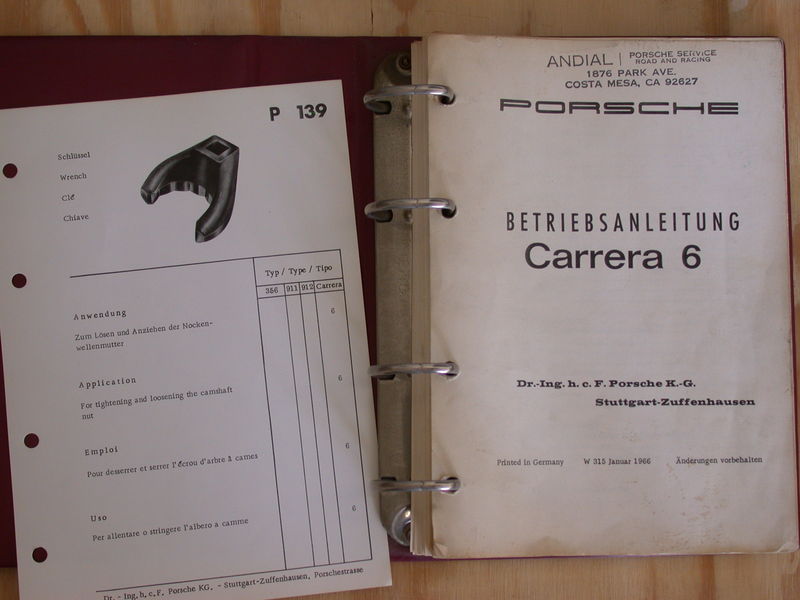 P 139
Schlüssel
Wrench
Clé
Chiave
Typ / Type / Tipo
356 911 912 Carrera
Anwendung
6
Zum Lösen und Anziehen der Nocken-
wellenmutter
Application
6
For tightening and loosening the camshaft
nut
Emploi
6
Pour desserrer et serrer l'écrou d'arbre à cames
Uso
6
Per allentare o stringere l'albero a camme
Dr. - Ing. h. c. F. Porsche KG. - Stuttgart-Zuffenhausen, Porschestrasse
ANDIAL | PORSCHE SERVICE
ROAD AND RACING
1876 PARK AVE.
COSTA MESA, CA 92627
PORSCHE
BETRIEBSANLEITUNG
Carrera 6
Dr.-Ing. h. c. F. Porsche K.-G.
Stuttgart-Zuffenhausen
Printed in Germany W 315 Januar 1966 Änderungen vorbehalten